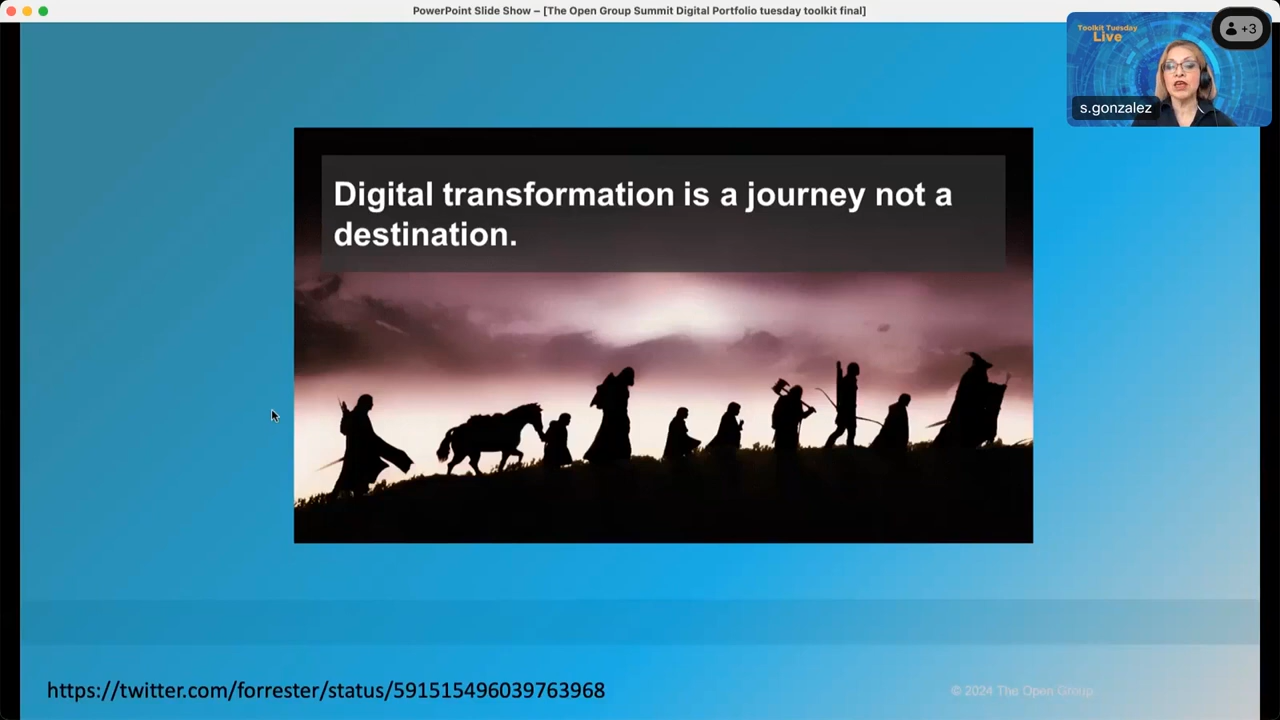 PowerPoint Slide Show – [The Open Group Summit Digital Portfolio tuesday toolkit final]
Toolkit Tuesday
Live
+3
s.gonzalez
Digital transformation is a journey not a
destination.
https://twitter.com/forrester/status/591515496039763968
© 2024 The Open Group